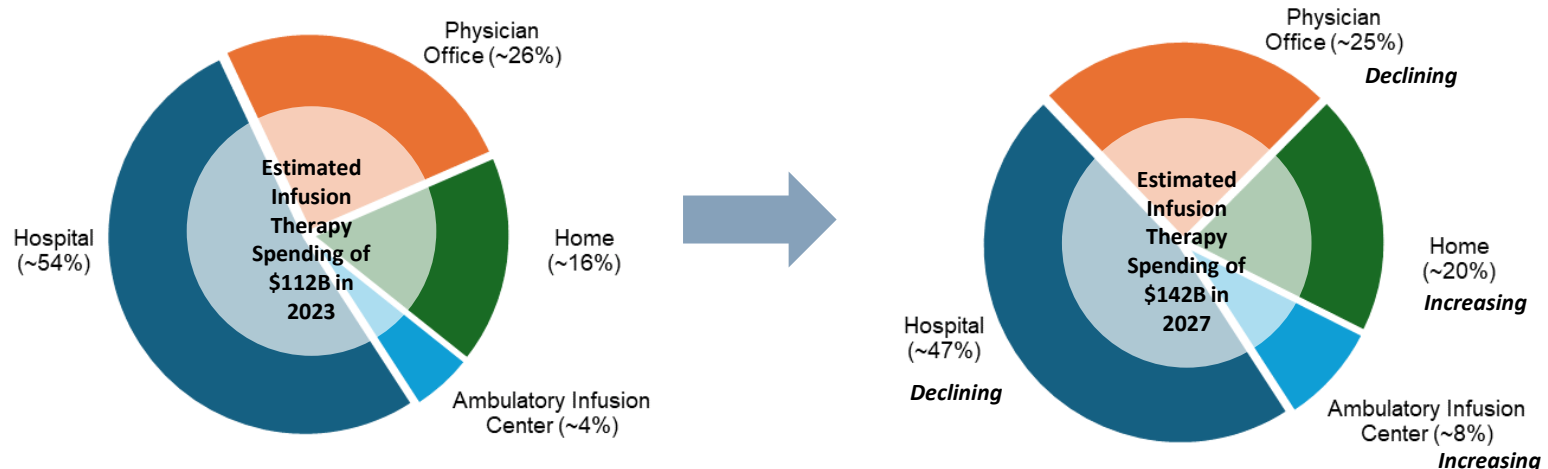 Physician
Office (~26%)
Estimated
Infusion
Therapy
Spending of
$112B in
2023
Hospital
(~54%)
Home
(~16%)
Ambulatory Infusion
Center (~4%)
Physician
Office (~25%)
Declining
Estimated
Infusion
Therapy
Spending of
$142B in
2027
Home
(~20%)
Increasing
Hospital
(~47%)
Declining
Ambulatory Infusion
Center (~8%)
Increasing